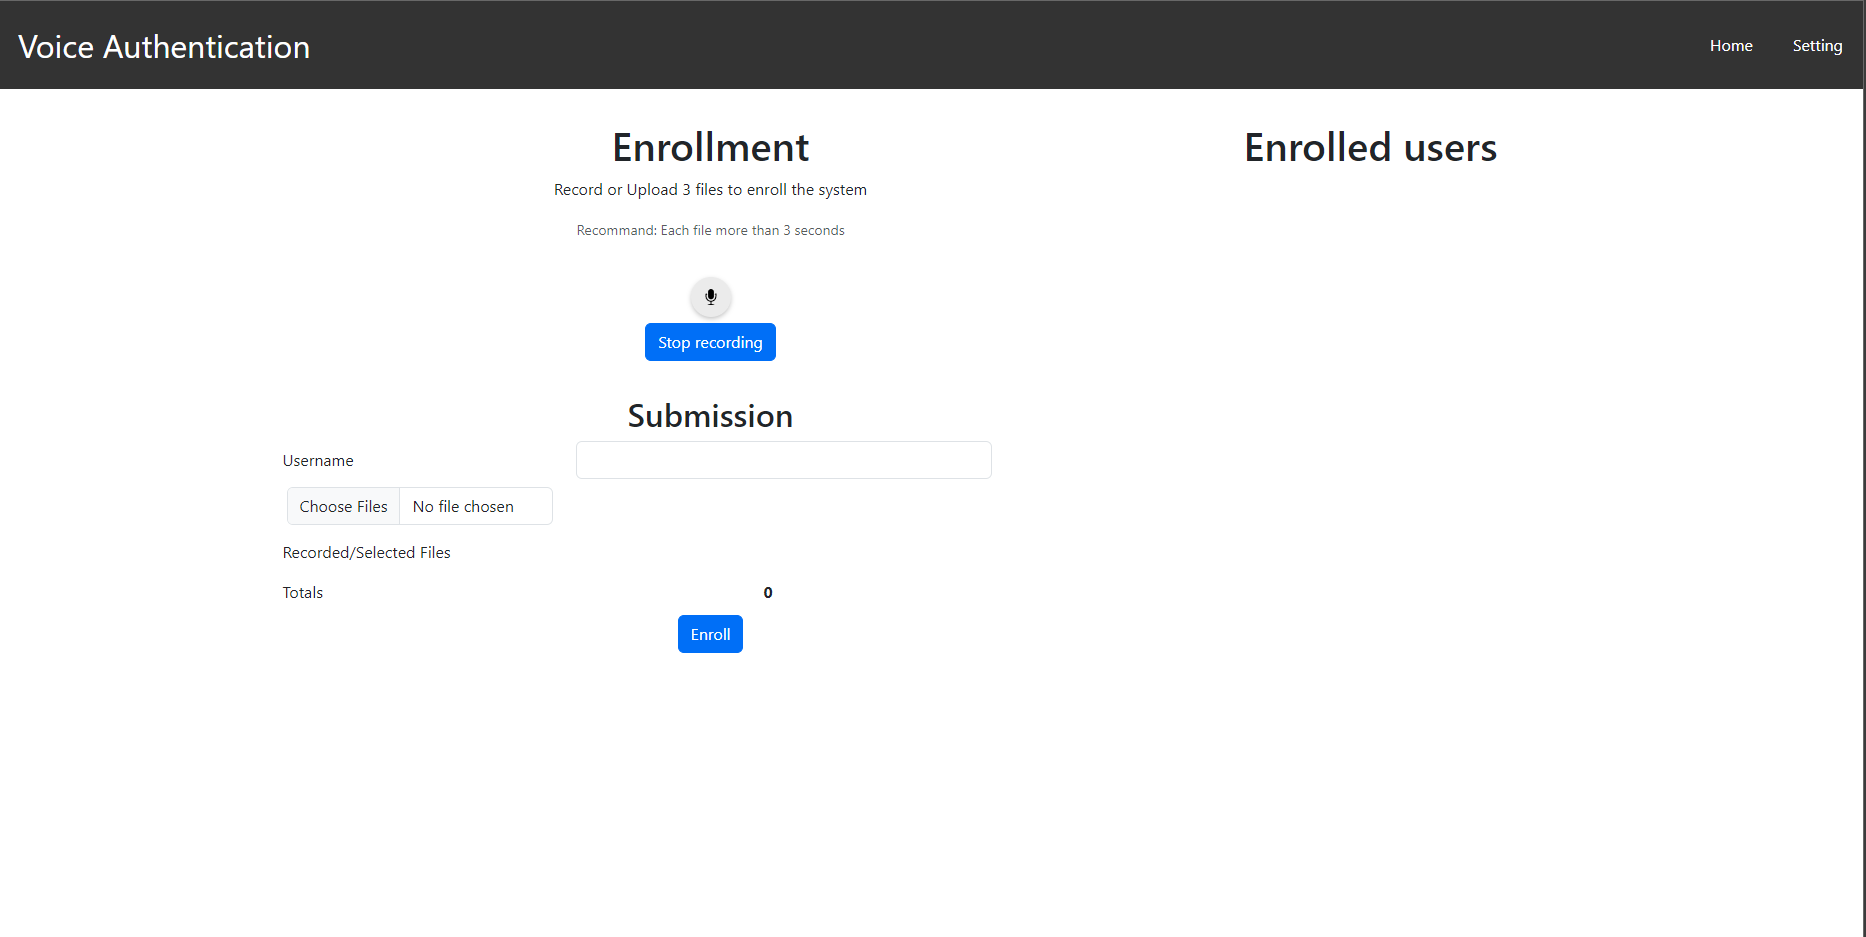 Voice Authentication
Home
Setting
Enrollment
Record or Upload 3 files to enroll the system
Recommand: Each file more than 3 seconds
Stop recording
Submission
Username
Choose Files
No file chosen
Recorded/Selected Files
Totals
0
Enroll
Enrolled users